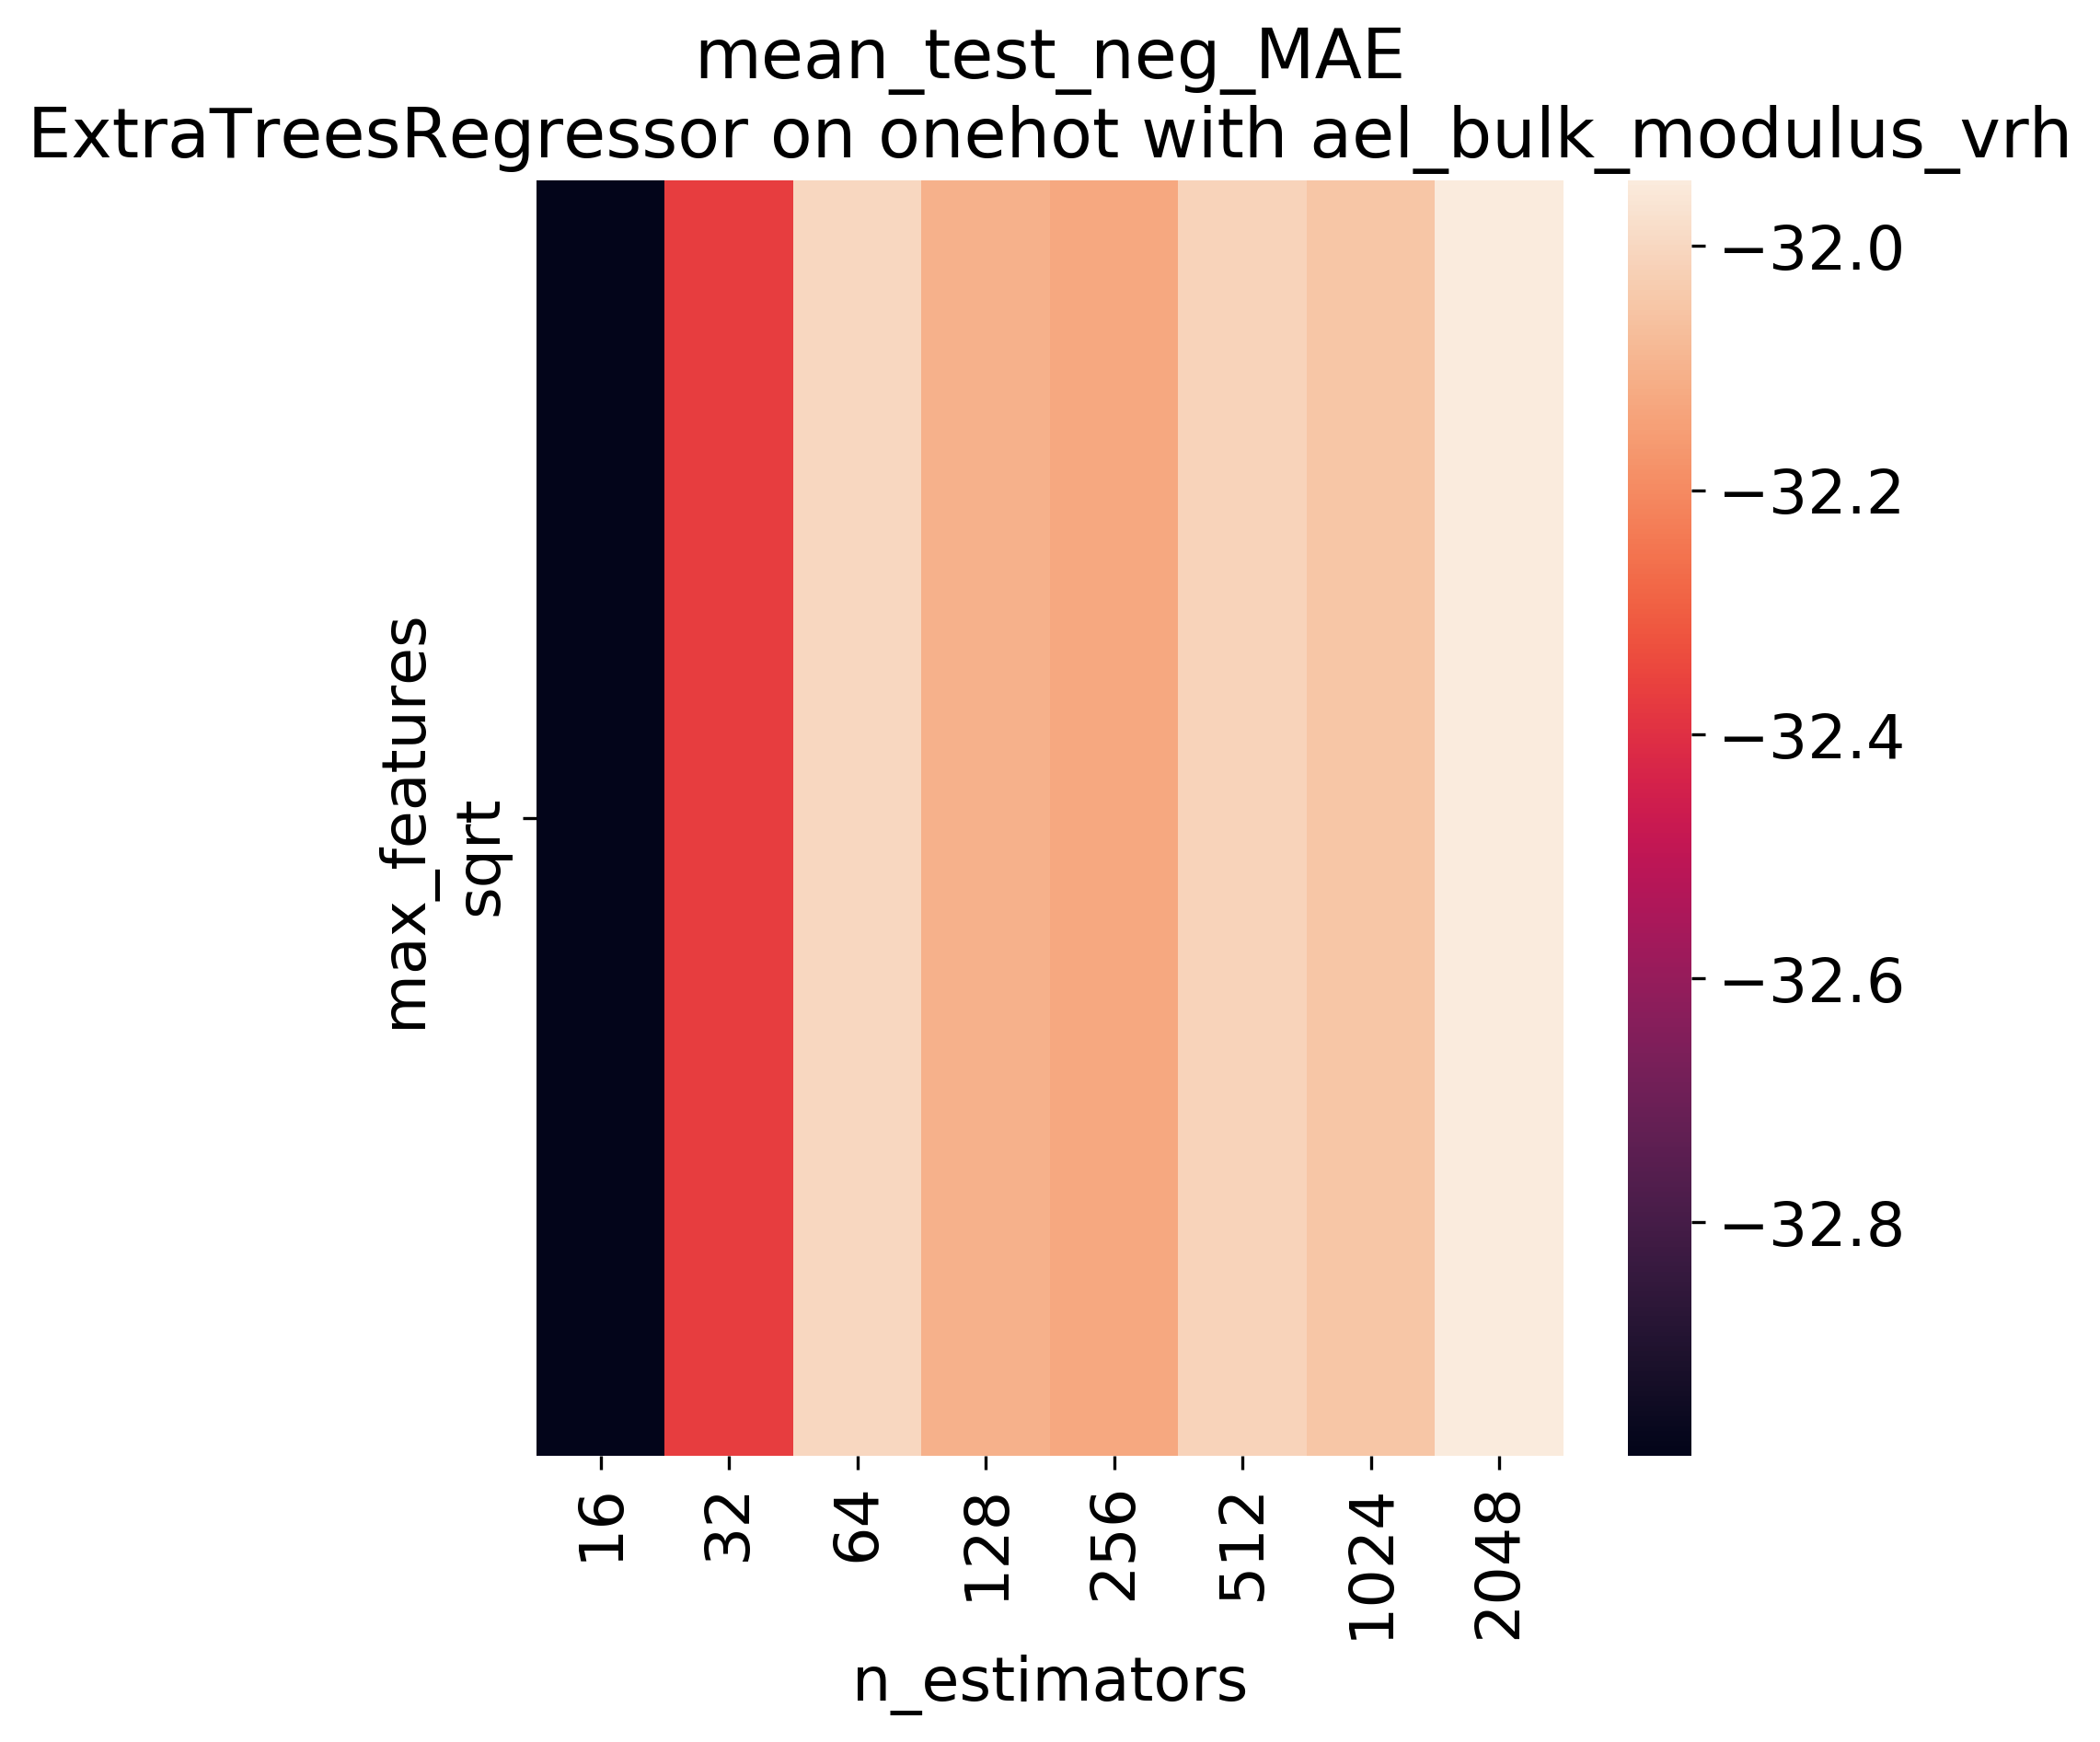 mean_test_neg_MAE
ExtraTreesRegressor on onehot with ael_bulk_modulus_vrh
max_features
sqrt
16
32
64
128
256
512
1024
2048
n_estimators
−32.0
−32.2
−32.4
−32.6
−32.8